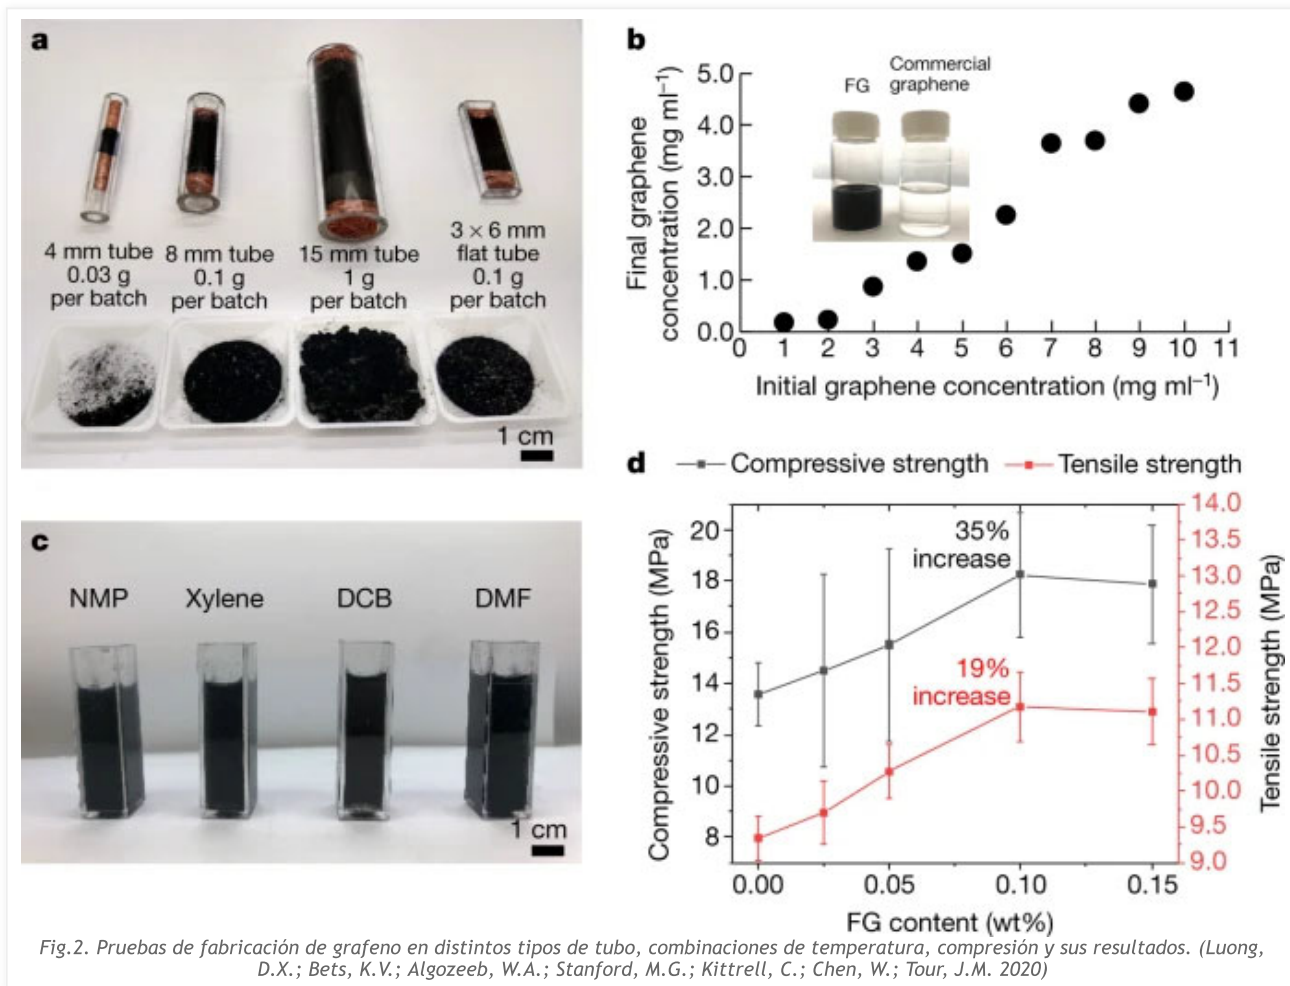 a
4 mm tube
0.03 g
per batch
8 mm tube
0.1 g
per batch
15 mm tube
1 g
per batch
3 × 6 mm
flat tube
0.1 g
per batch
1 cm
b
Final graphene
concentration (mg ml⁻¹)
5.0
4.0
3.0
2.0
1.0
0.0
FG
Commercial
graphene
0 1 2 3 4 5 6 7 8 9 10 11
Initial graphene concentration (mg ml⁻¹)
c
NMP Xylene DCB DMF
1 cm
d
Compressive strength Tensile strength
Compressive strength (MPa)
20
18
16
14
12
10
8
35%
increase
19%
increase
14.0
13.5
13.0
12.5
12.0
11.5
11.0
10.5
10.0
9.5
9.0
Tensile strength (MPa)
0.00 0.05 0.10 0.15
FG content (wt%)
Fig.2. Pruebas de fabricación de grafeno en distintos tipos de tubo, combinaciones de temperatura, compresión y sus resultados. (Luong,
D.X.; Bets, K.V.; Algozeeb, W.A.; Stanford, M.G.; Kittrell, C.; Chen, W.; Tour, J.M. 2020)